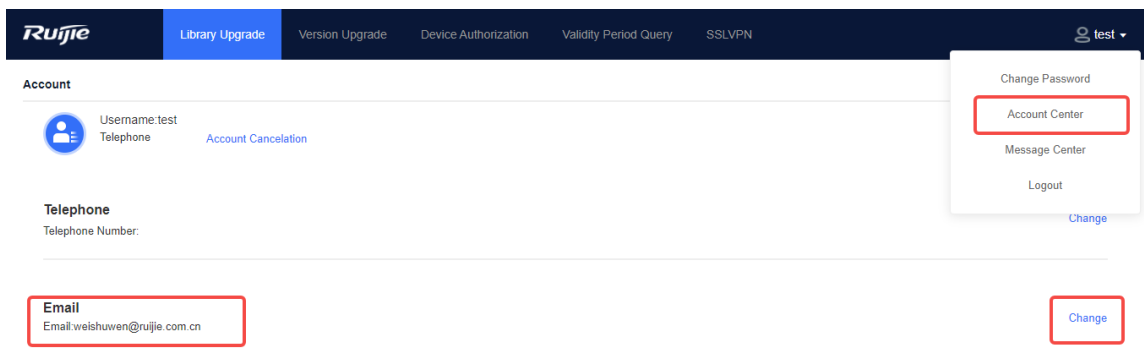 Ruijie Library Upgrade Version Upgrade Device Authorization Validity Period Query SSLVPN test
Account
Username:test
Telephone Account Cancelation
Change Password
Account Center
Message Center
Logout
Telephone
Telephone Number:
Change
Email
Email:weishuwen@ruijie.com.cn
Change